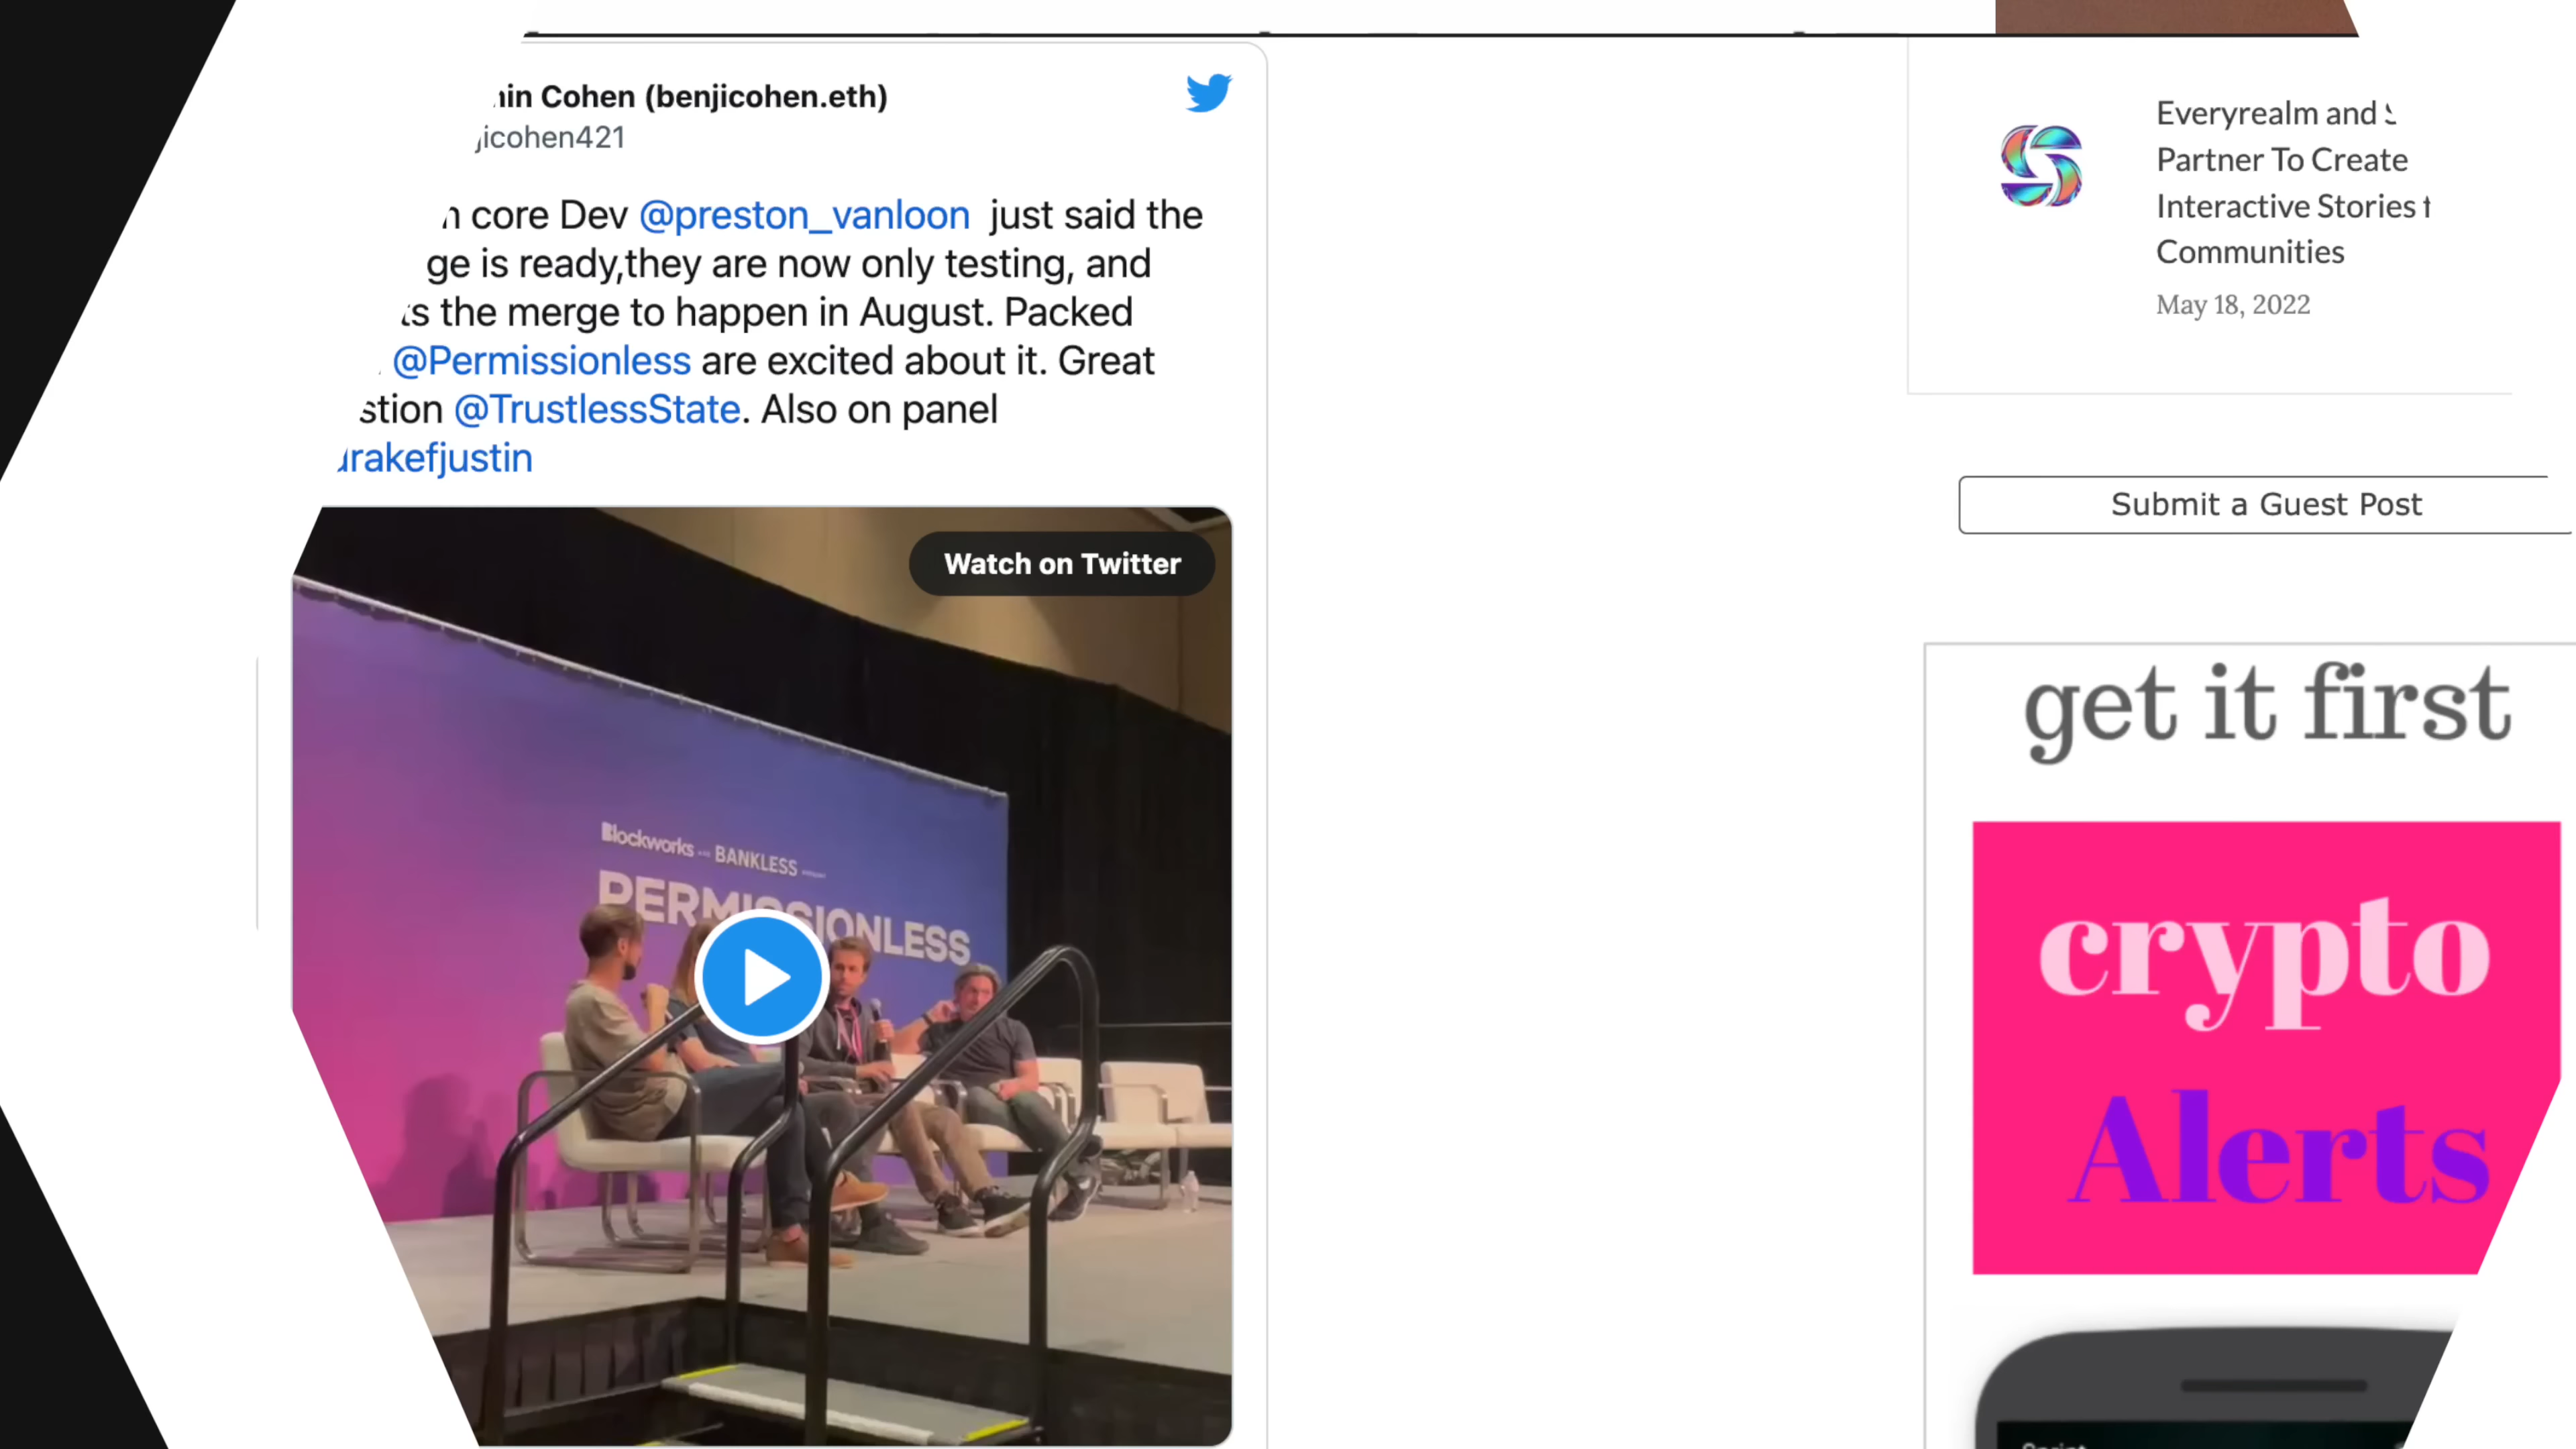 in Cohen (benjicohen.eth)
jicohen421
core Dev @preston_vanloon just said the
ge is ready,they are now only testing, and
ts the merge to happen in August. Packed
@Permissionless are excited about it. Great
stion @TrustlessState. Also on panel
drakefjustin
Watch on Twitter
Blockworks BANKLESS
PERMISSIONLESS
Everyrealm and
Partner To Create
Interactive Stories
Communities
May 18, 2022
Submit a Guest Post
get it first
crypto
Alerts